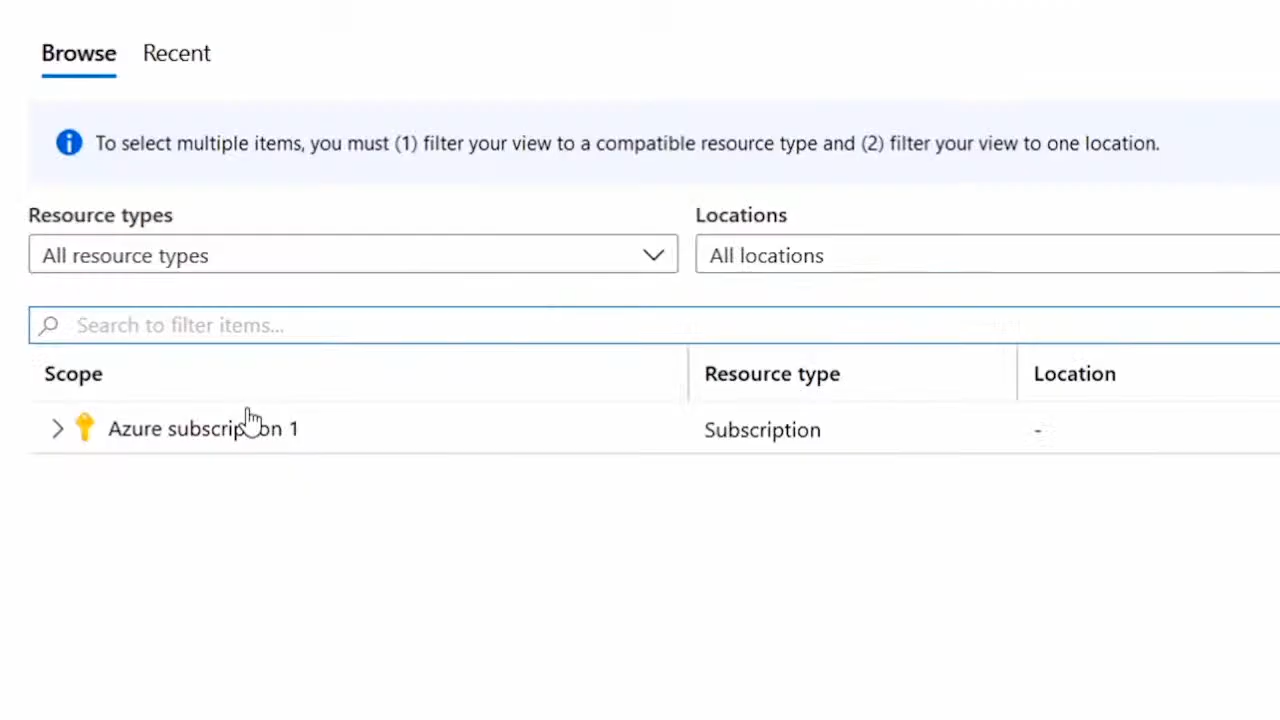 Browse Recent
To select multiple items, you must (1) filter your view to a compatible resource type and (2) filter your view to one location.
Resource types Locations
All resource types All locations
Search to filter items...
Scope Resource type Location
Azure subscription 1 Subscription -